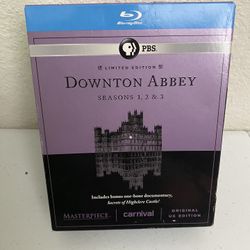 Blu-ray Disc
PBS
LIMITED EDITION
DOWNTON ABBEY
SEASONS 1, 2 & 3
Includes bonus one-hour documentary,
Secrets of Highclere Castle!
MASTERPIECE
carnival
ORIGINAL
UK EDITION